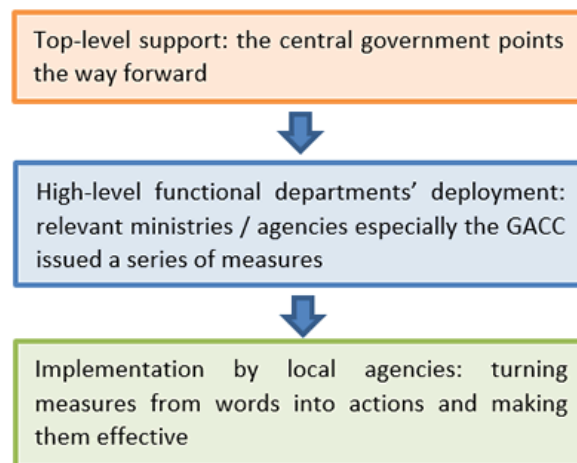 Top-level support: the central government points
the way forward
High-level functional departments' deployment:
relevant ministries / agencies especially the GACC
issued a series of measures
Implementation by local agencies: turning
measures from words into actions and making
them effective